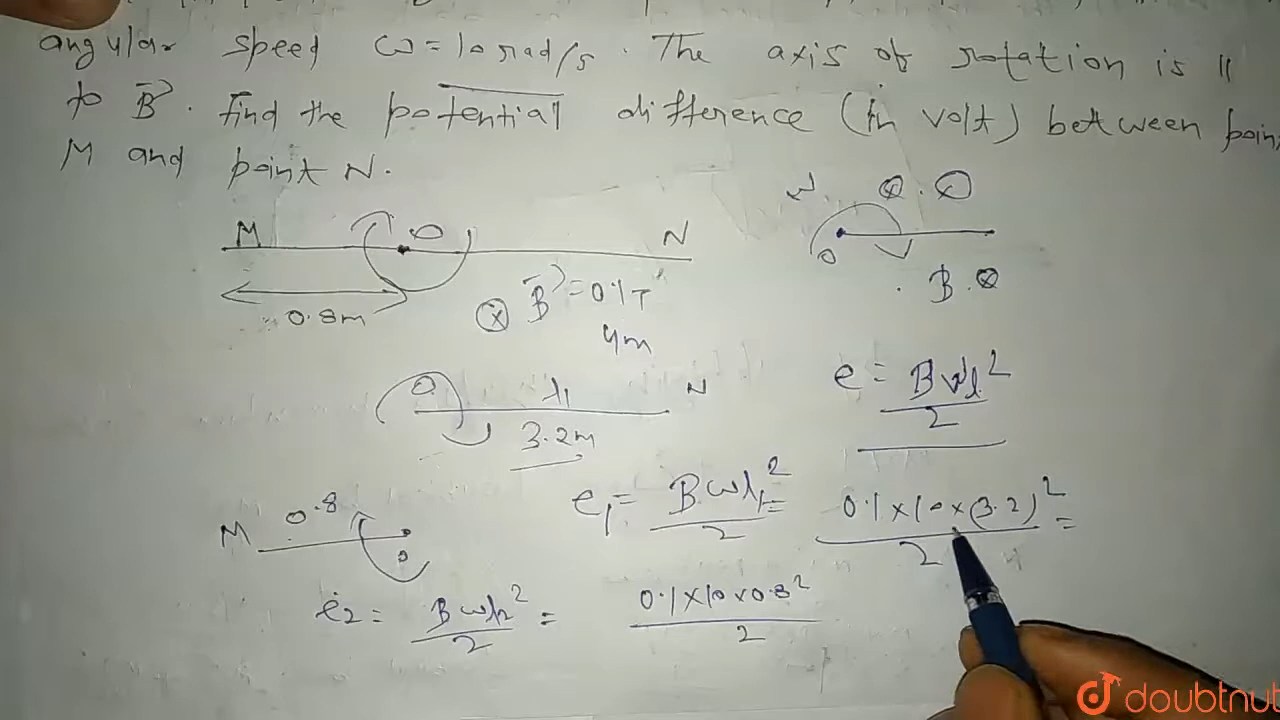 angular speed ω=10 rad/s. The axis of rotation is ||
to B⃗. find the potential difference (in volt) between poin
M and point N.
M O N
0.8m
ⓧ B⃗ = 0.1T
4m
ω ⊗
O
B ⊗
O l1 N
3.2m
e = Bωl²/2
M 0.8 O
e1 = Bωl1²/2 = 0.1×10×(3.2)²/2 =
e2 = Bωl2²/2 = 0.1×10×0.8²/2
doubtnut